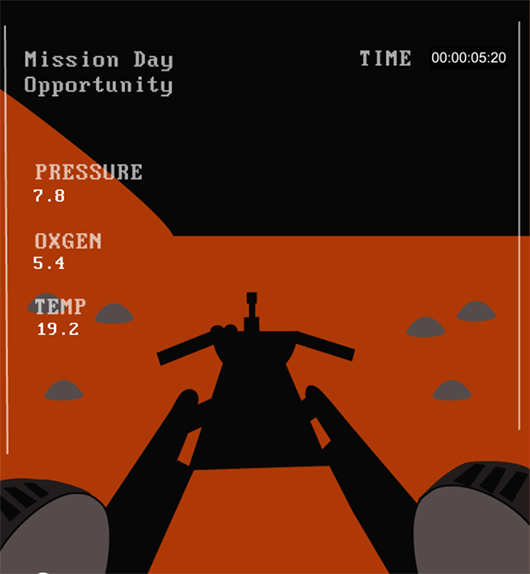 Mission Day
Opportunity
TIME 00:00:05:20
PRESSURE
7.8
OXGEN
5.4
TEMP
19.2